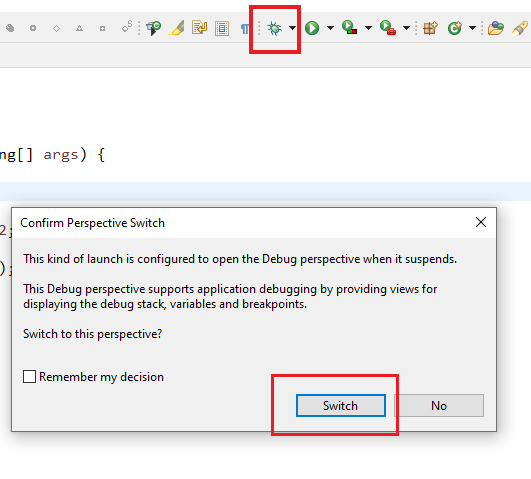 ng[] args) {
2;
);
Confirm Perspective Switch
This kind of launch is configured to open the Debug perspective when it suspends.
This Debug perspective supports application debugging by providing views for
displaying the debug stack, variables and breakpoints.
Switch to this perspective?
Remember my decision
Switch
No